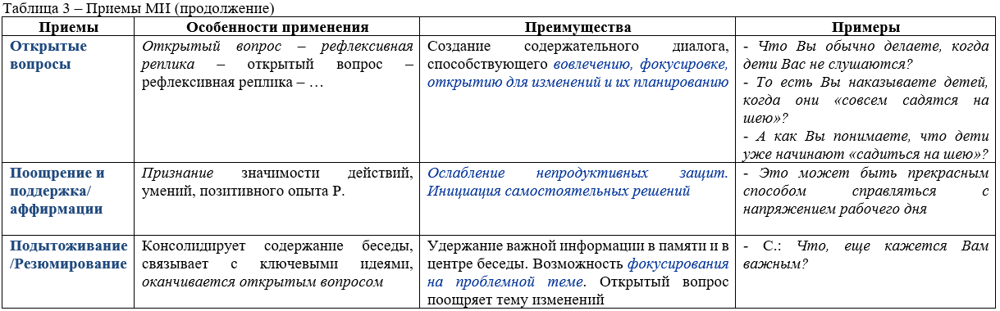 Таблица 3 – Приемы МИ (продолжение)
Приемы
Особенности применения
Преимущества
Примеры
Открытые
вопросы
Открытый вопрос – рефлексивная
реплика – открытый вопрос –
рефлексивная реплика – …
Создание содержательного диалога,
способствующего вовлечению, фокусировке,
открытию для изменений и их планированию
- Что Вы обычно делаете, когда
дети Вас не слушаются?
- То есть Вы наказываете детей,
когда они «совсем садятся на
шею»?
- А как Вы понимаете, что дети
уже начинают «садиться на шею»?
Поощрение и
поддержка/
аффирмации
Признание значимости действий,
умений, позитивного опыта Р.
Ослабление непродуктивных защит.
Инициация самостоятельных решений
- Это может быть прекрасным
способом справляться с
напряжением рабочего дня
Подытоживание
/Резюмирование
Консолидирует содержание беседы,
связывает с ключевыми идеями,
оканчивается открытым вопросом
Удержание важной информации в памяти и в
центре беседы. Возможность фокусирования
на проблемной теме. Открытый вопрос
поощряет тему изменений
- С.: Что, еще кажется Вам
важным?